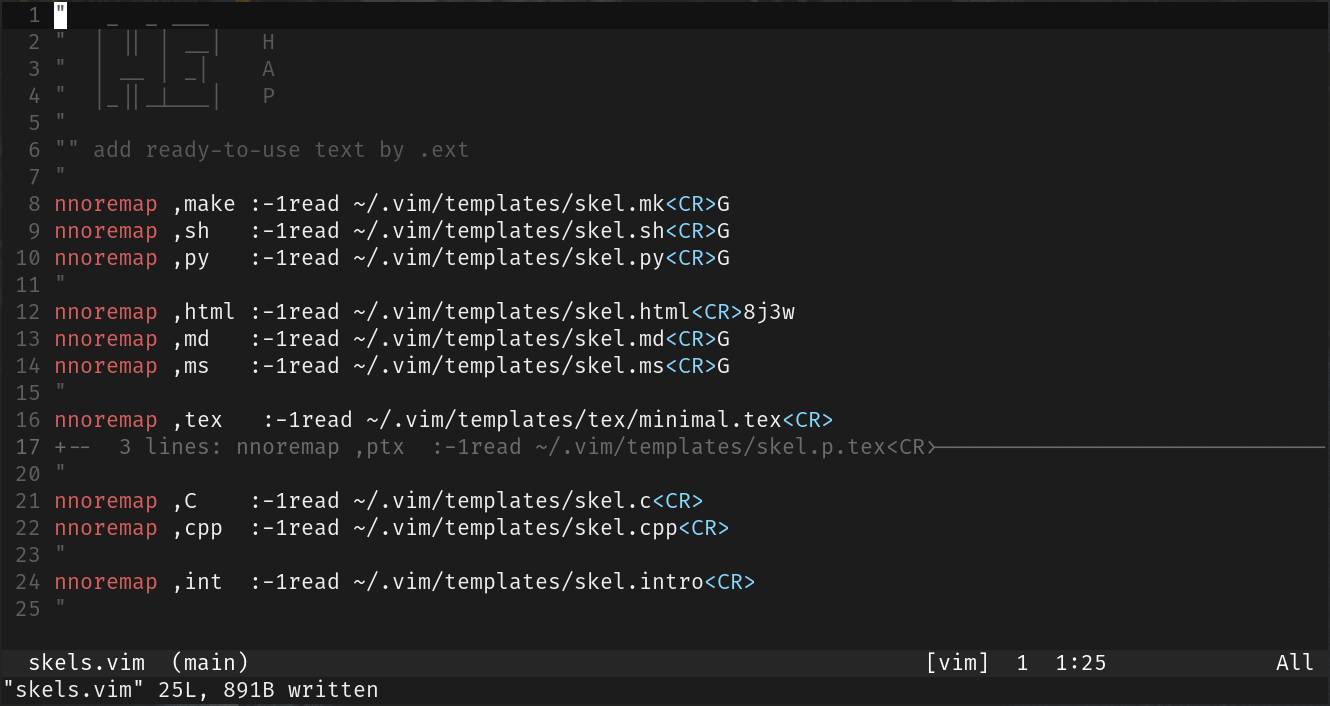 1 "    _  _ ___
2 "  | || | __|   H
3 "  | __ | _|    A
4 "  |_||_|___|   P
5 "
6 "" add ready-to-use text by .ext
7 "
8 nnoremap ,make :-1read ~/.vim/templates/skel.mk<CR>G
9 nnoremap ,sh   :-1read ~/.vim/templates/skel.sh<CR>G
10 nnoremap ,py   :-1read ~/.vim/templates/skel.py<CR>G
11 "
12 nnoremap ,html :-1read ~/.vim/templates/skel.html<CR>8j3w
13 nnoremap ,md   :-1read ~/.vim/templates/skel.md<CR>G
14 nnoremap ,ms   :-1read ~/.vim/templates/skel.ms<CR>G
15 "
16 nnoremap ,tex   :-1read ~/.vim/templates/tex/minimal.tex<CR>
17 +--  3 lines: nnoremap ,ptx  :-1read ~/.vim/templates/skel.p.tex<CR>──────────────────────────────
20 "
21 nnoremap ,C    :-1read ~/.vim/templates/skel.c<CR>
22 nnoremap ,cpp  :-1read ~/.vim/templates/skel.cpp<CR>
23 "
24 nnoremap ,int  :-1read ~/.vim/templates/skel.intro<CR>
25 "
skels.vim  (main) [vim]  1  1:25 All
"skels.vim" 25L, 891B written